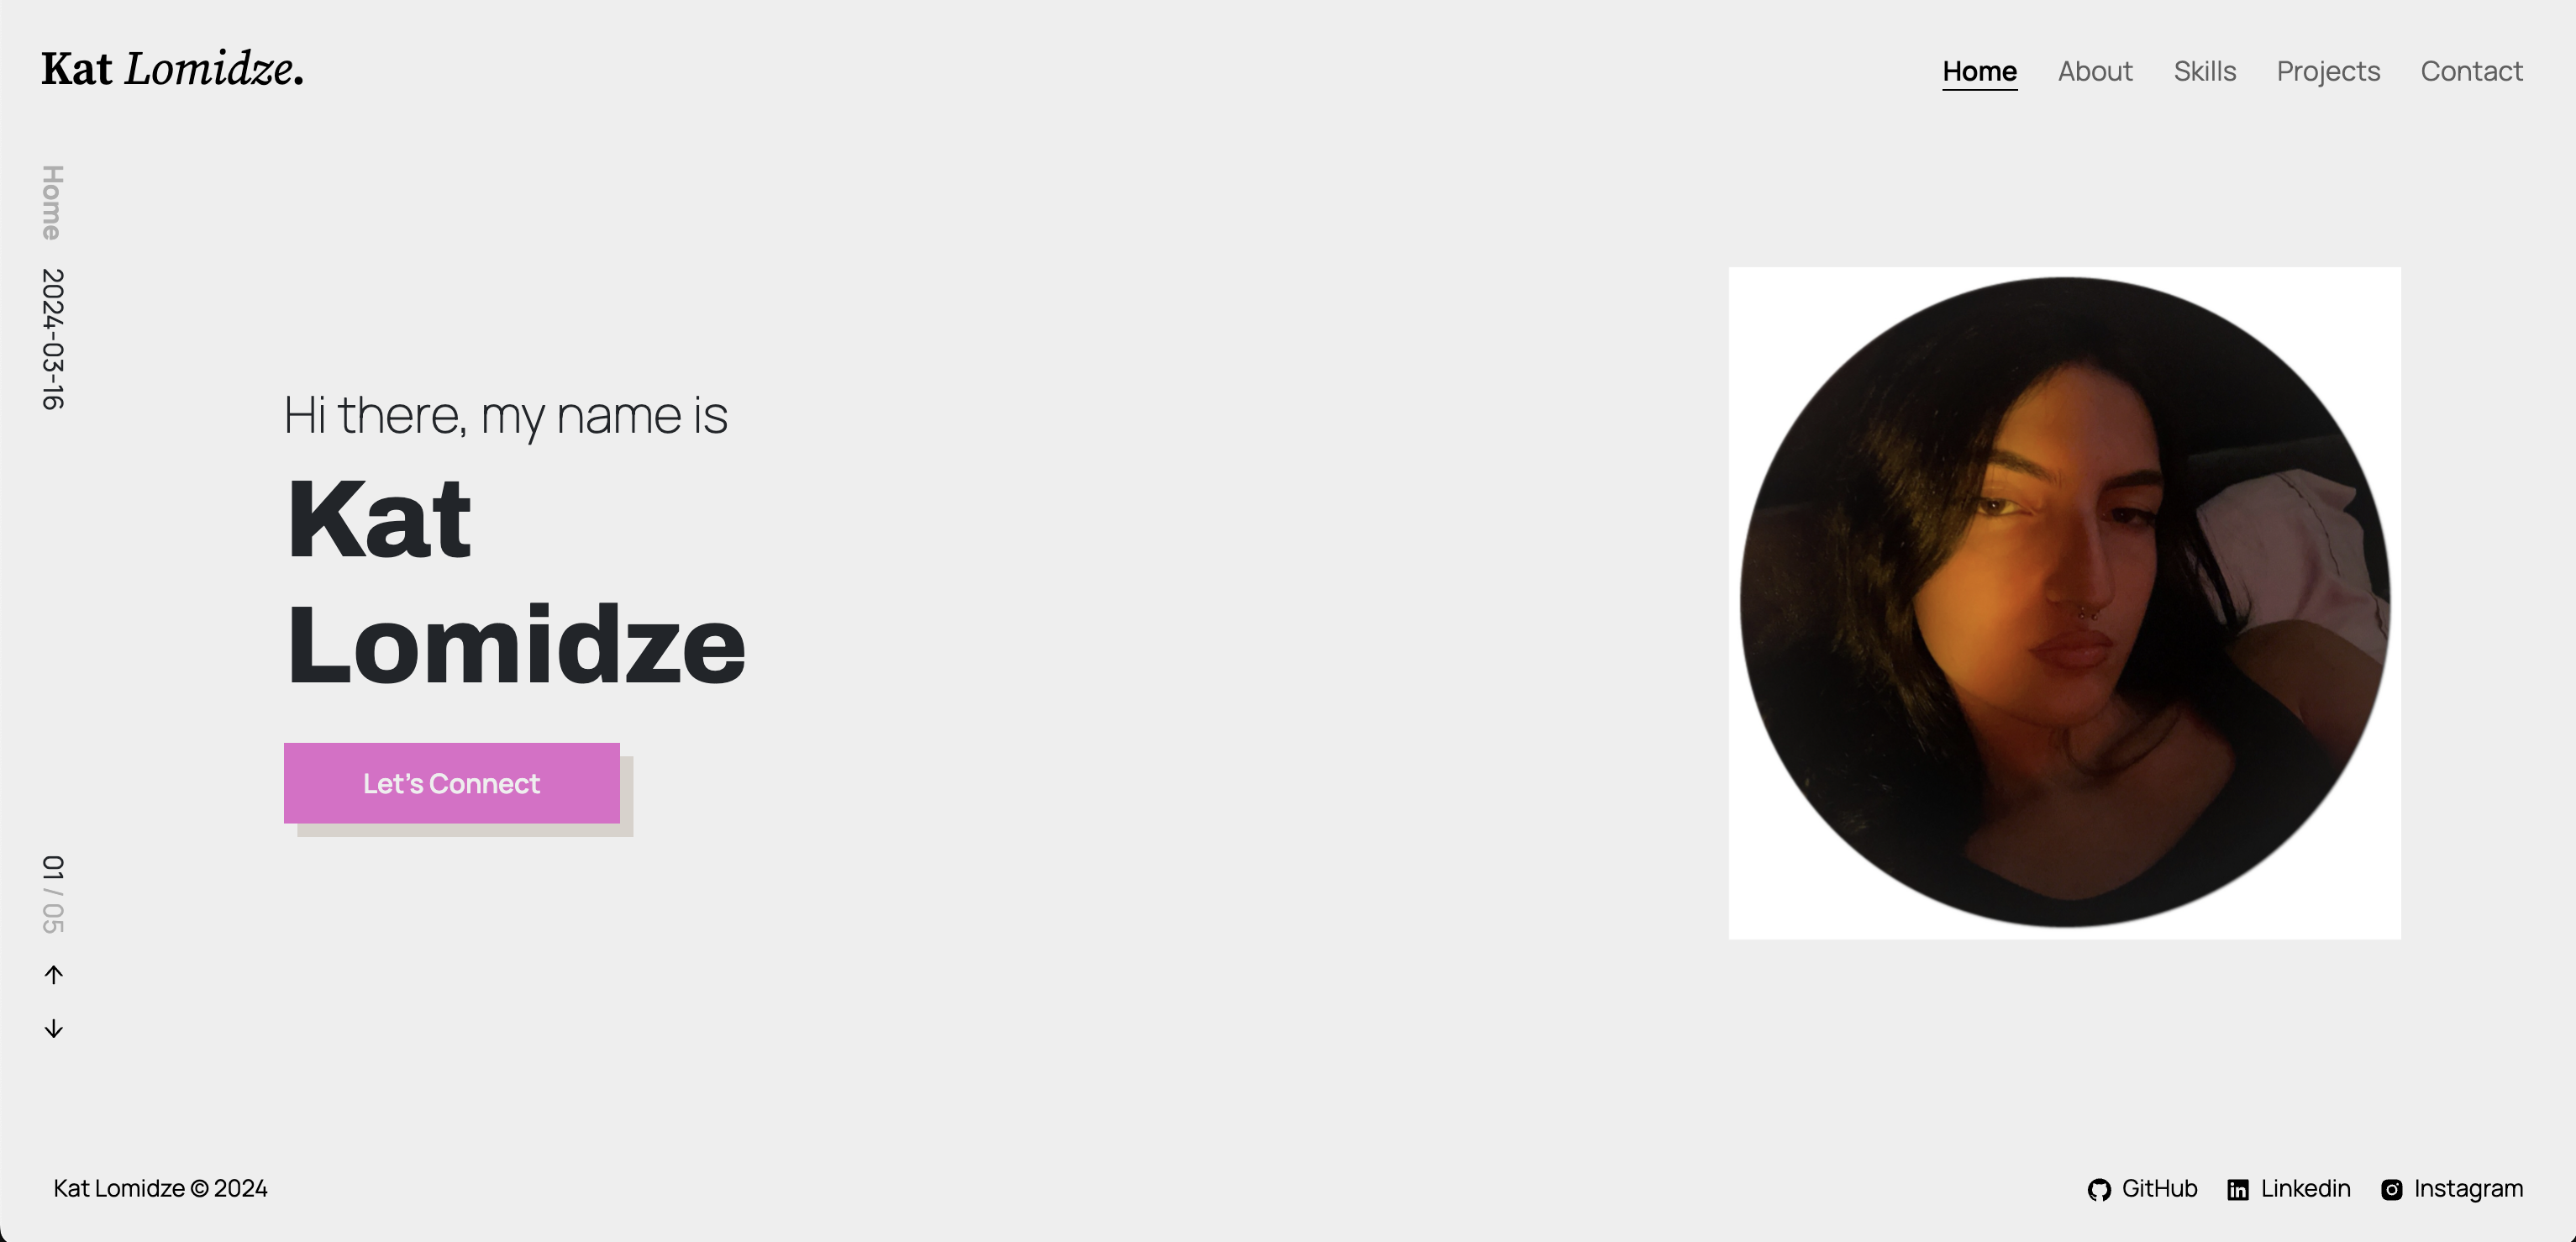 Kat Lomidze.
Home About Skills Projects Contact
Home 2024-03-16
Hi there, my name is
Kat
Lomidze
Let's Connect
01 / 05
Kat Lomidze © 2024
GitHub Linkedin Instagram